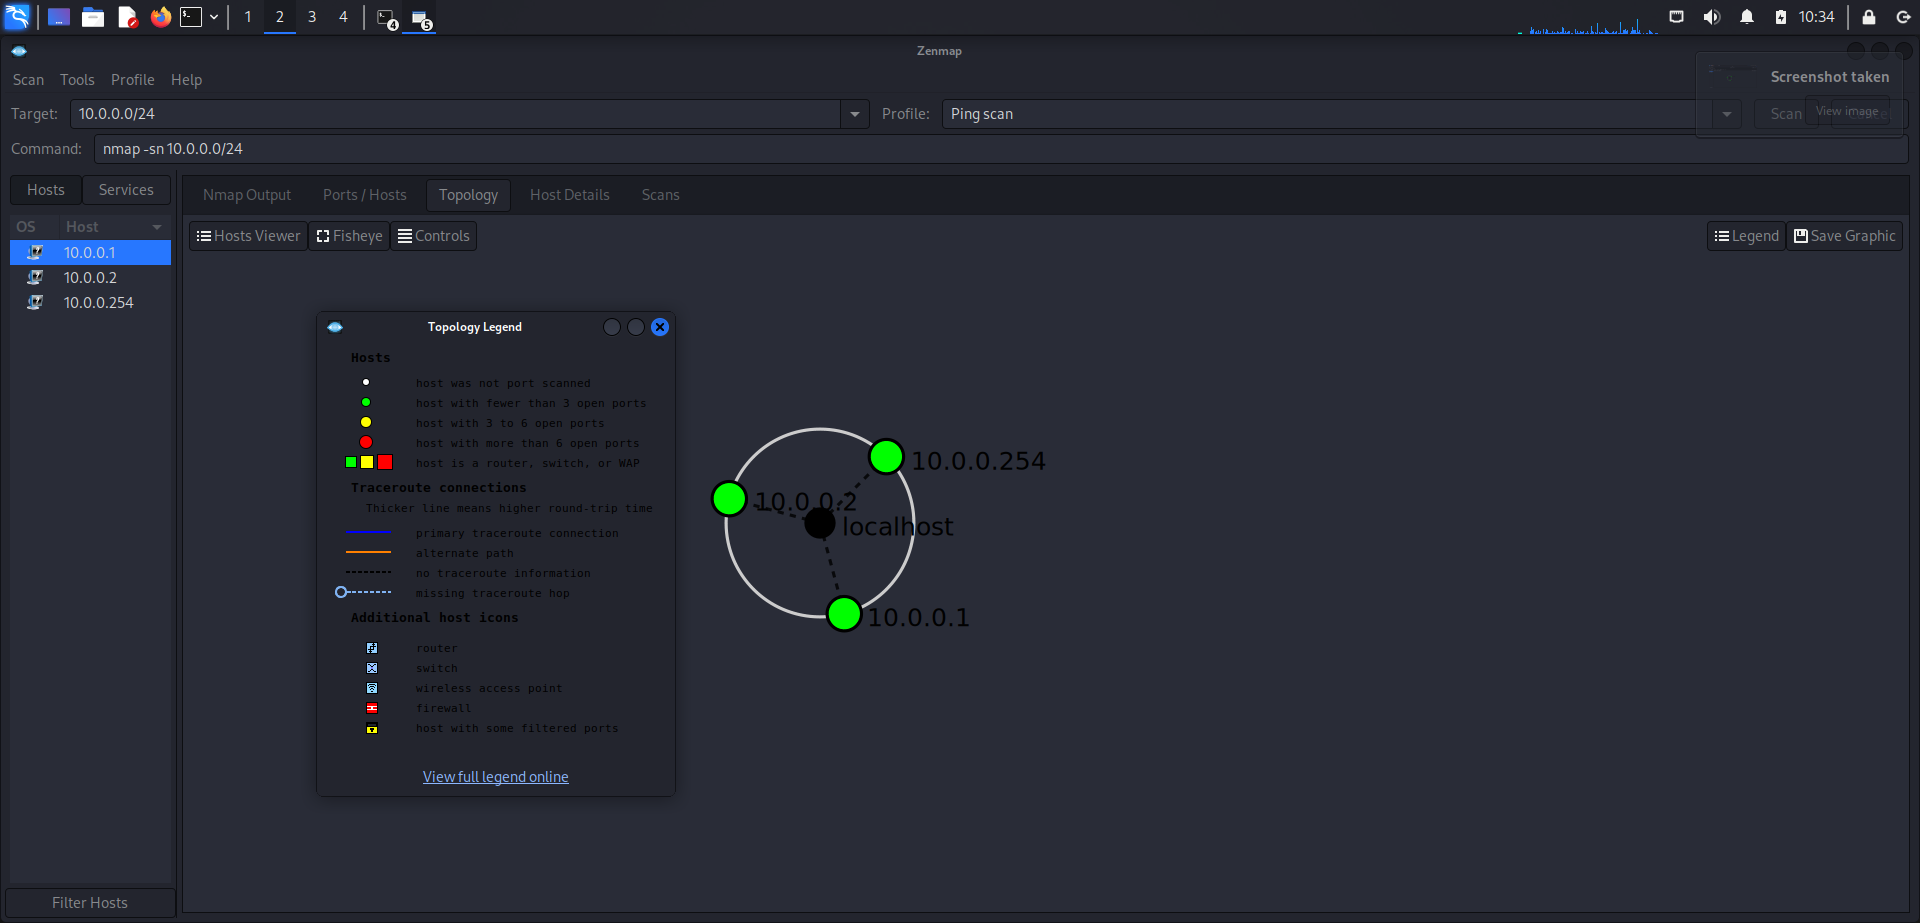 1 2 3 4
4
5
10:34
Zenmap
Scan Tools Profile Help
Screenshot taken
View image
Target: 10.0.0.0/24 Profile: Ping scan Scan
Command: nmap -sn 10.0.0.0/24
Hosts Services
Nmap Output Ports / Hosts Topology Host Details Scans
OS Host
Hosts Viewer Fisheye Controls Legend Save Graphic
10.0.0.1
10.0.0.2
10.0.0.254
Topology Legend
Hosts
host was not port scanned
host with fewer than 3 open ports
host with 3 to 6 open ports
host with more than 6 open ports
host is a router, switch, or WAP
Traceroute connections
Thicker line means higher round-trip time
primary traceroute connection
alternate path
no traceroute information
missing traceroute hop
Additional host icons
router
switch
wireless access point
firewall
host with some filtered ports
View full legend online
10.0.0.254
10.0.0.2
localhost
10.0.0.1
Filter Hosts